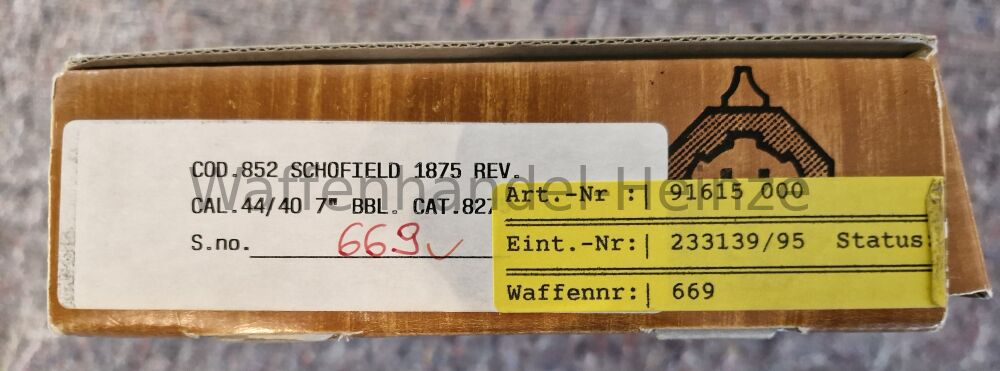 COD.852 SCHOFIELD 1875 REV.
CAL.44/40 7" BBL. CAT.827
S.no. 669
Art.-Nr :| 91615 000
Eint.-Nr:| 233139/95 Status:
Waffennr:| 669
Waffenhandel Heinze